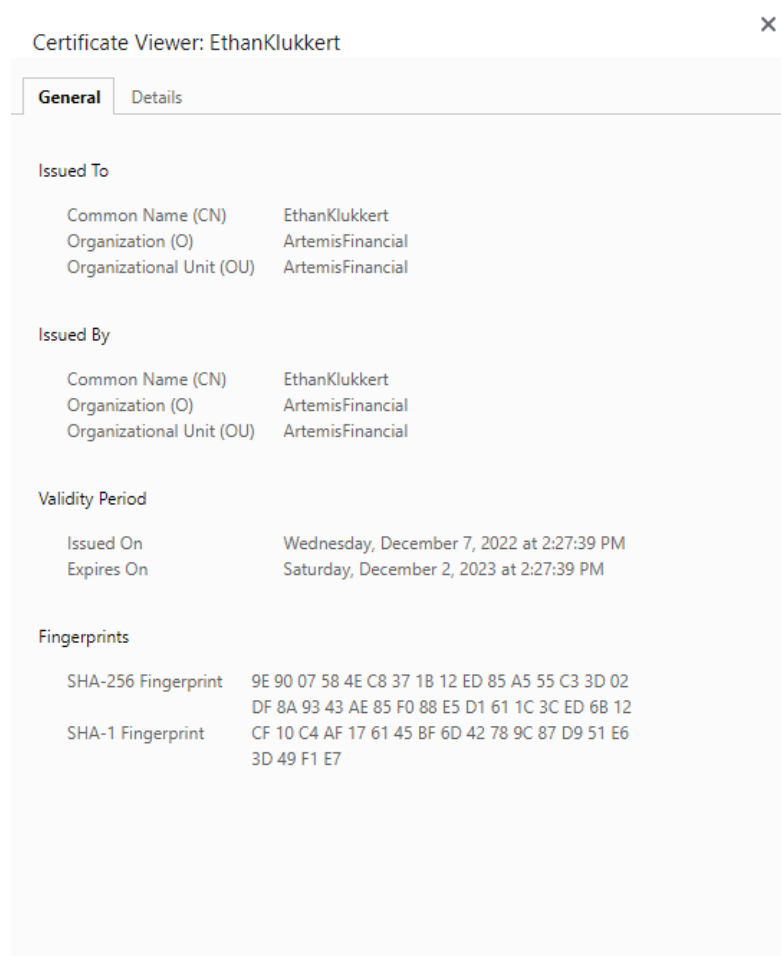 Certificate Viewer: EthanKlukkert
General Details
Issued To
Common Name (CN) EthanKlukkert
Organization (O) ArtemisFinancial
Organizational Unit (OU) ArtemisFinancial
Issued By
Common Name (CN) EthanKlukkert
Organization (O) ArtemisFinancial
Organizational Unit (OU) ArtemisFinancial
Validity Period
Issued On Wednesday, December 7, 2022 at 2:27:39 PM
Expires On Saturday, December 2, 2023 at 2:27:39 PM
Fingerprints
SHA-256 Fingerprint 9E 90 07 58 4E C8 37 1B 12 ED 85 A5 55 C3 3D 02
DF 8A 93 43 AE 85 F0 88 E5 D1 61 1C 3C ED 6B 12
SHA-1 Fingerprint CF 10 C4 AF 17 61 45 BF 6D 42 78 9C 87 D9 51 E6
3D 49 F1 E7